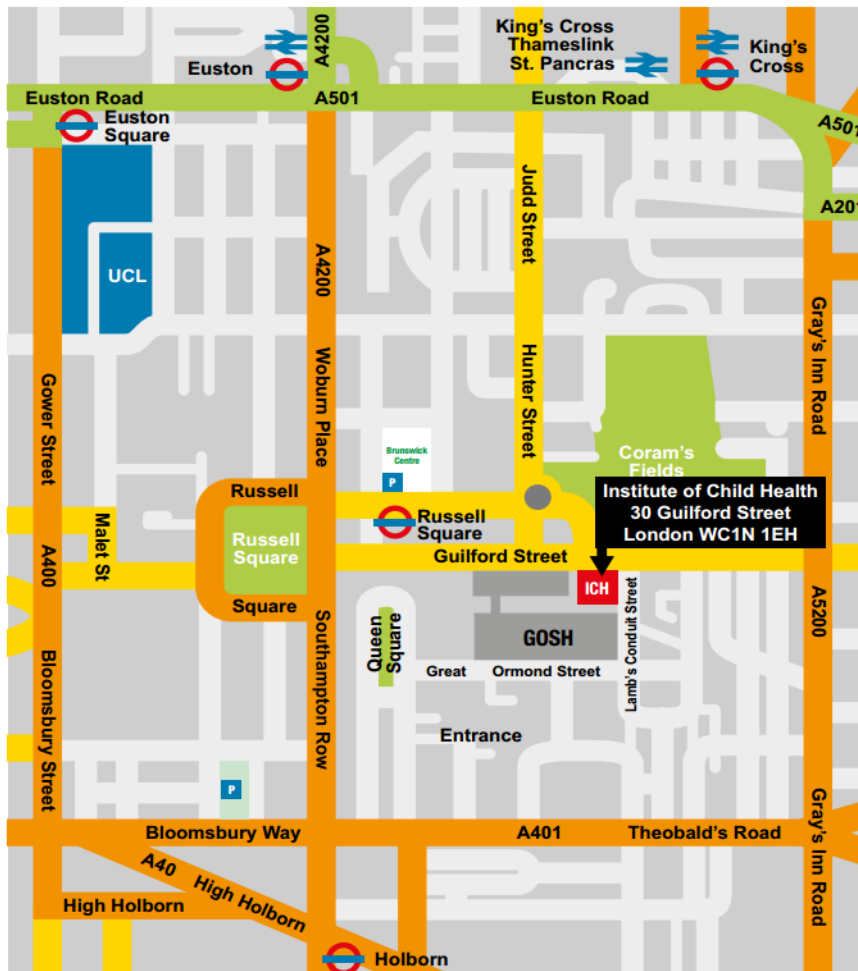 A4200
King's Cross
Thameslink
St. Pancras
King's
Cross
Euston
Euston Road
A501
Euston Road
A501
Euston
Square
A201
Judd Street
UCL
A4200
Gower Street
Woburn Place
Hunter Street
Gray's Inn Road
Brunswick
Centre
P
Coram's
Fields
Russell
Institute of Child Health
30 Guilford Street
London WC1N 1EH
Russell
Square
Malet St
Russell
Square
Guilford Street
A400
ICH
Square
A5200
Queen
Square
GOSH
Lamb's Conduit Street
Southampton Row
Great
Ormond Street
Bloomsbury Street
Entrance
P
Bloomsbury Way
A401
Theobald's Road
Gray's Inn Road
A40
High Holborn
High Holborn
Holborn